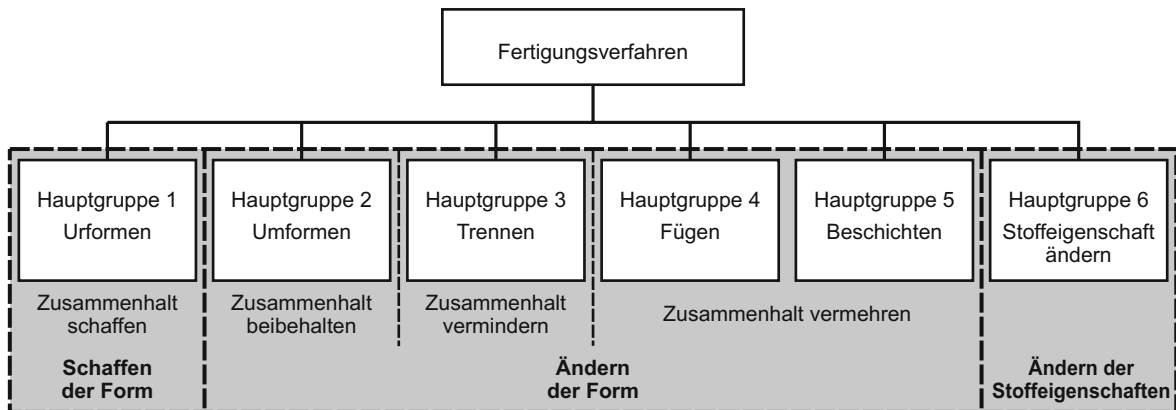 Fertigungsverfahren
Hauptgruppe 1
Urformen
Hauptgruppe 2
Umformen
Hauptgruppe 3
Trennen
Hauptgruppe 4
Fügen
Hauptgruppe 5
Beschichten
Hauptgruppe 6
Stoffeigenschaft
ändern
Zusammenhalt
schaffen
Zusammenhalt
beibehalten
Zusammenhalt
vermindern
Zusammenhalt vermehren
Schaffen
der Form
Ändern
der Form
Ändern der
Stoffeigenschaften